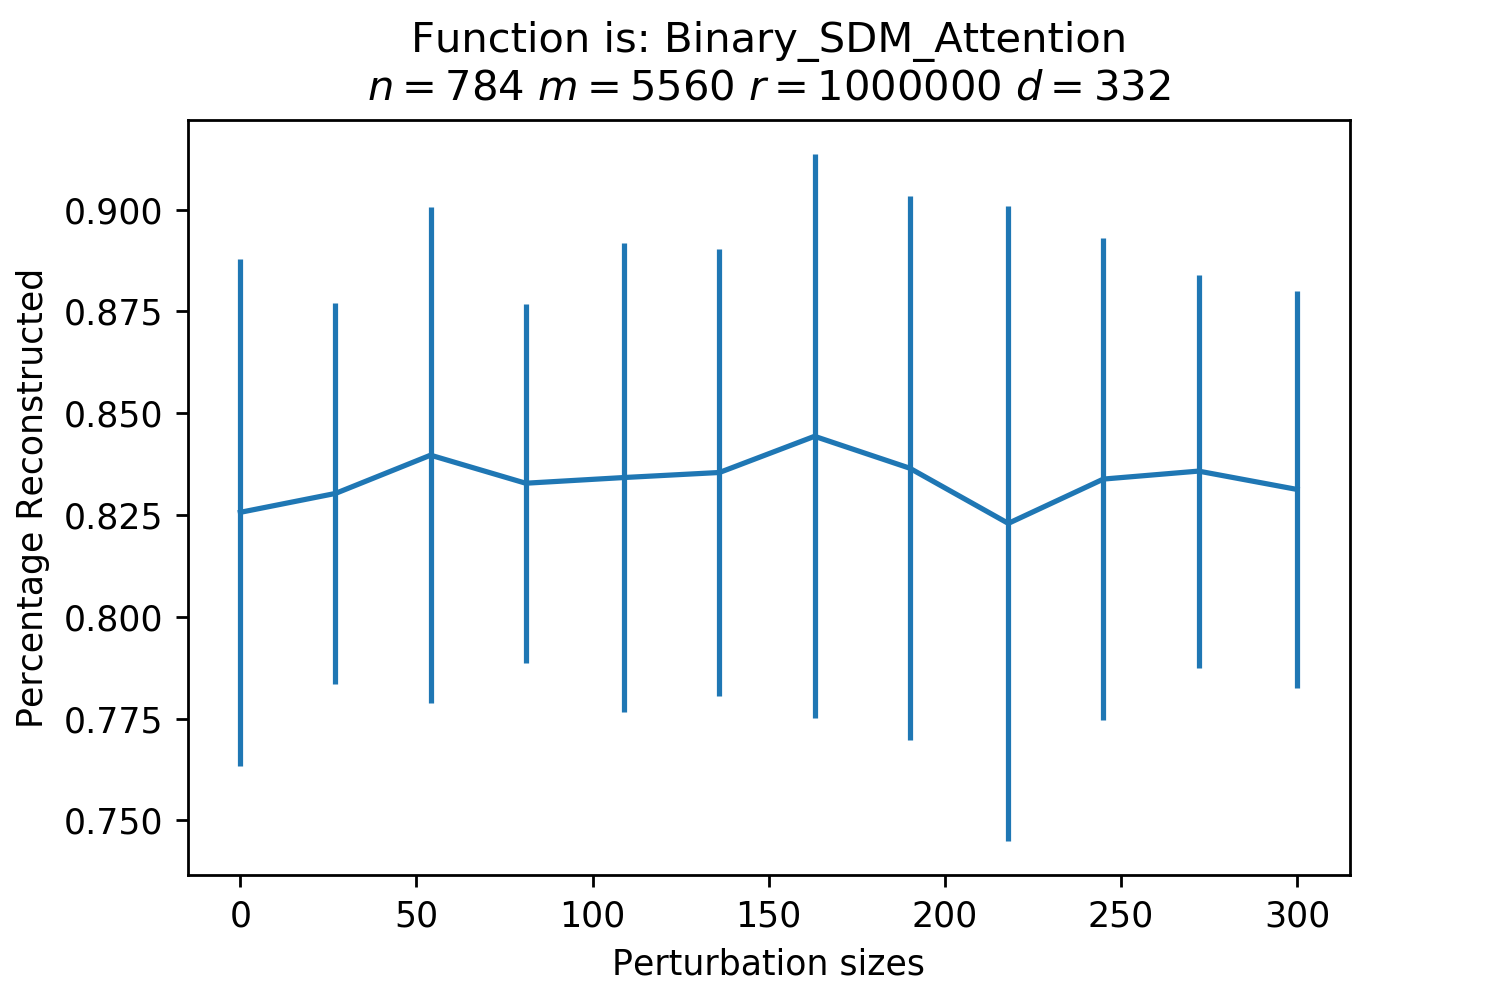 Function is: Binary_SDM_Attention
n = 784 m = 5560 r = 1000000 d = 332
Percentage Reconstructed
0.900
0.875
0.850
0.825
0.800
0.775
0.750
0 50 100 150 200 250 300
Perturbation sizes